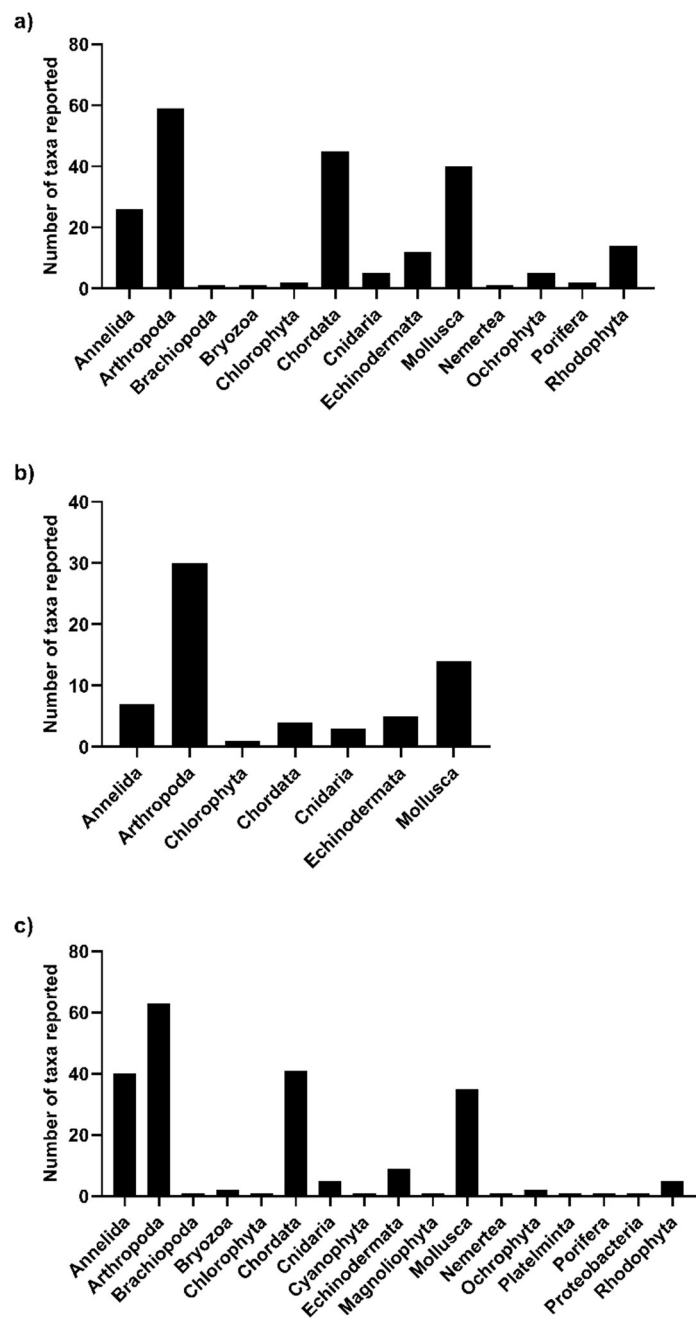 a)
Number of taxa reported
80
60
40
20
0
Annelida
Arthropoda
Brachiopoda
Bryozoa
Chlorophyta
Chordata
Cnidaria
Echinodermata
Mollusca
Nemertea
Ochrophyta
Porifera
Rhodophyta
b)
Number of taxa reported
40
30
20
10
0
Annelida
Arthropoda
Chlorophyta
Chordata
Cnidaria
Echinodermata
Mollusca
c)
Number of taxa reported
80
60
40
20
0
Annelida
Arthropoda
Brachiopoda
Bryozoa
Chlorophyta
Chordata
Cnidaria
Cyanophyta
Echinodermata
Magnoliophyta
Mollusca
Nemertea
Ochrophyta
Platelminta
Porifera
Proteobacteria
Rhodophyta